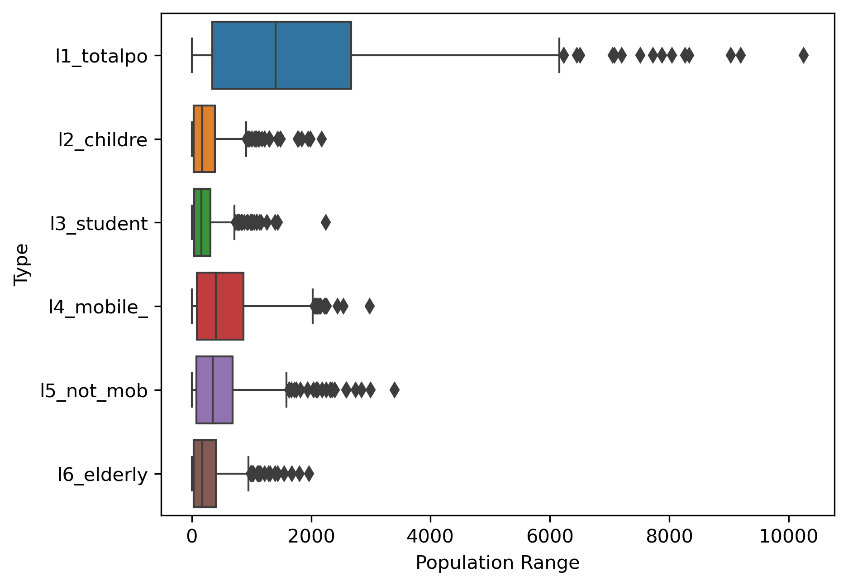 l1_totalpo
l2_childre
l3_student
l4_mobile_
l5_not_mob
l6_elderly
Type
0 2000 4000 6000 8000 10000
Population Range